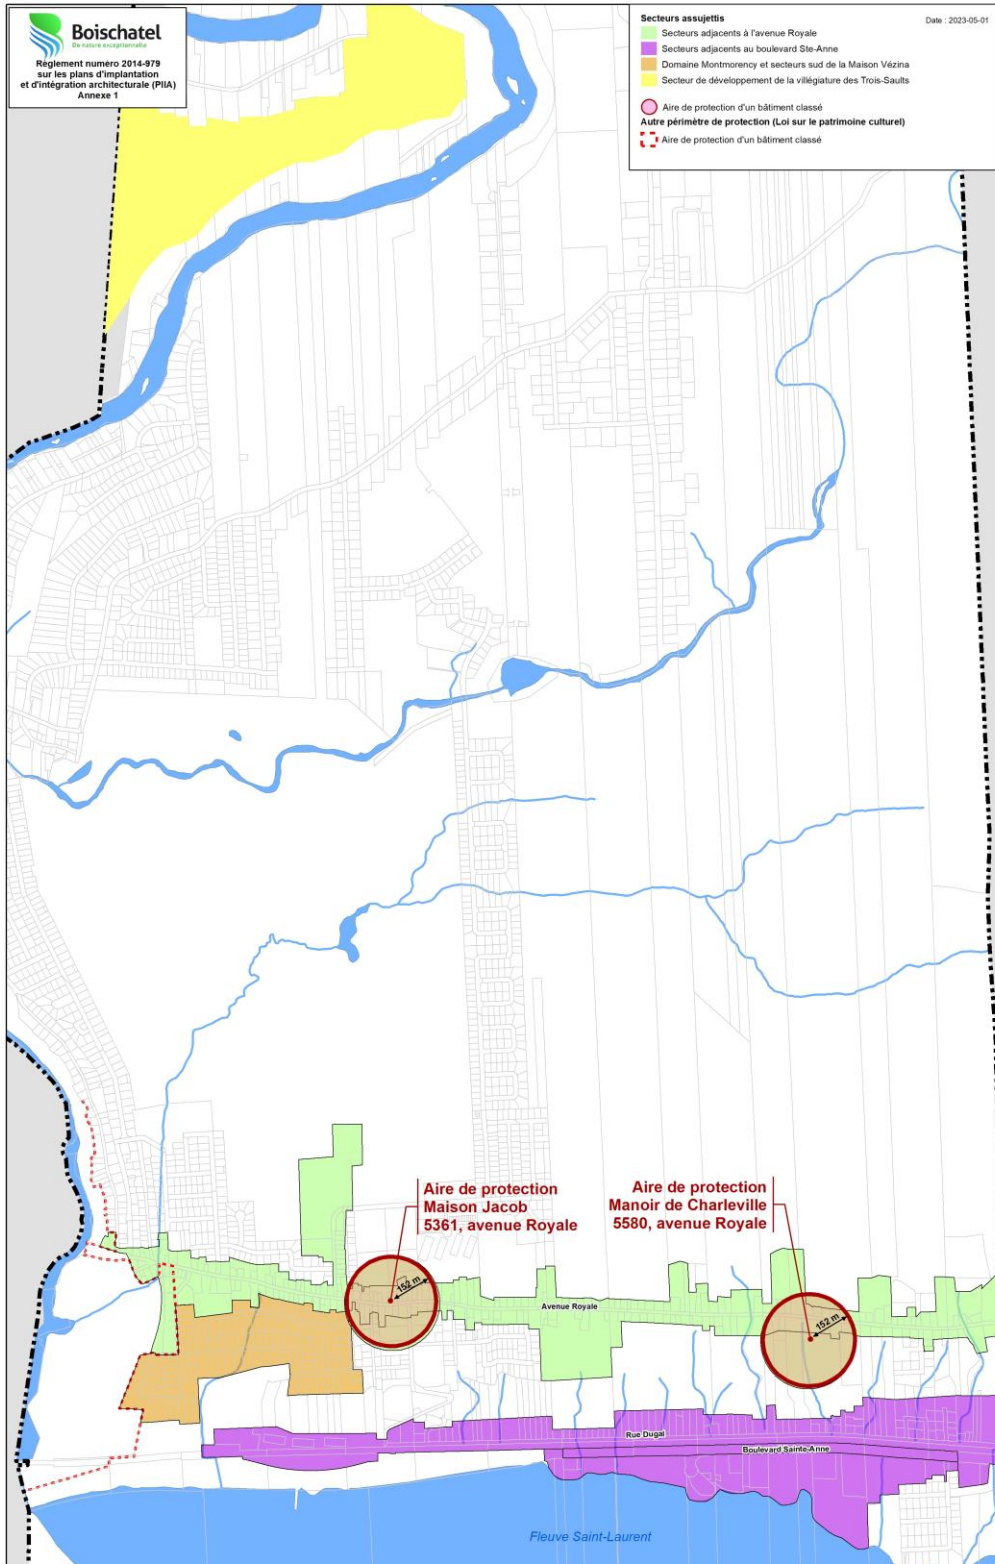 Boischatel
De nature exceptionnelle
Règlement numéro 2014-979
sur les plans d'implantation
et d'intégration architecturale (PIIA)
Annexe 1
Secteurs assujettis
Date : 2023-05-01
Secteurs adjacents à l'avenue Royale
Secteurs adjacents au boulevard Ste-Anne
Domaine Montmorency et secteurs sud de la Maison Vézina
Secteur de développement de la villégiature des Trois-Saults
Aire de protection d'un bâtiment classé
Autre périmètre de protection (Loi sur le patrimoine culturel)
Aire de protection d'un bâtiment classé
Aire de protection
Maison Jacob
5361, avenue Royale
Aire de protection
Manoir de Charleville
5580, avenue Royale
152 m
Avenue Royale
152 m
Rue Dugal
Boulevard Sainte-Anne
Fleuve Saint-Laurent